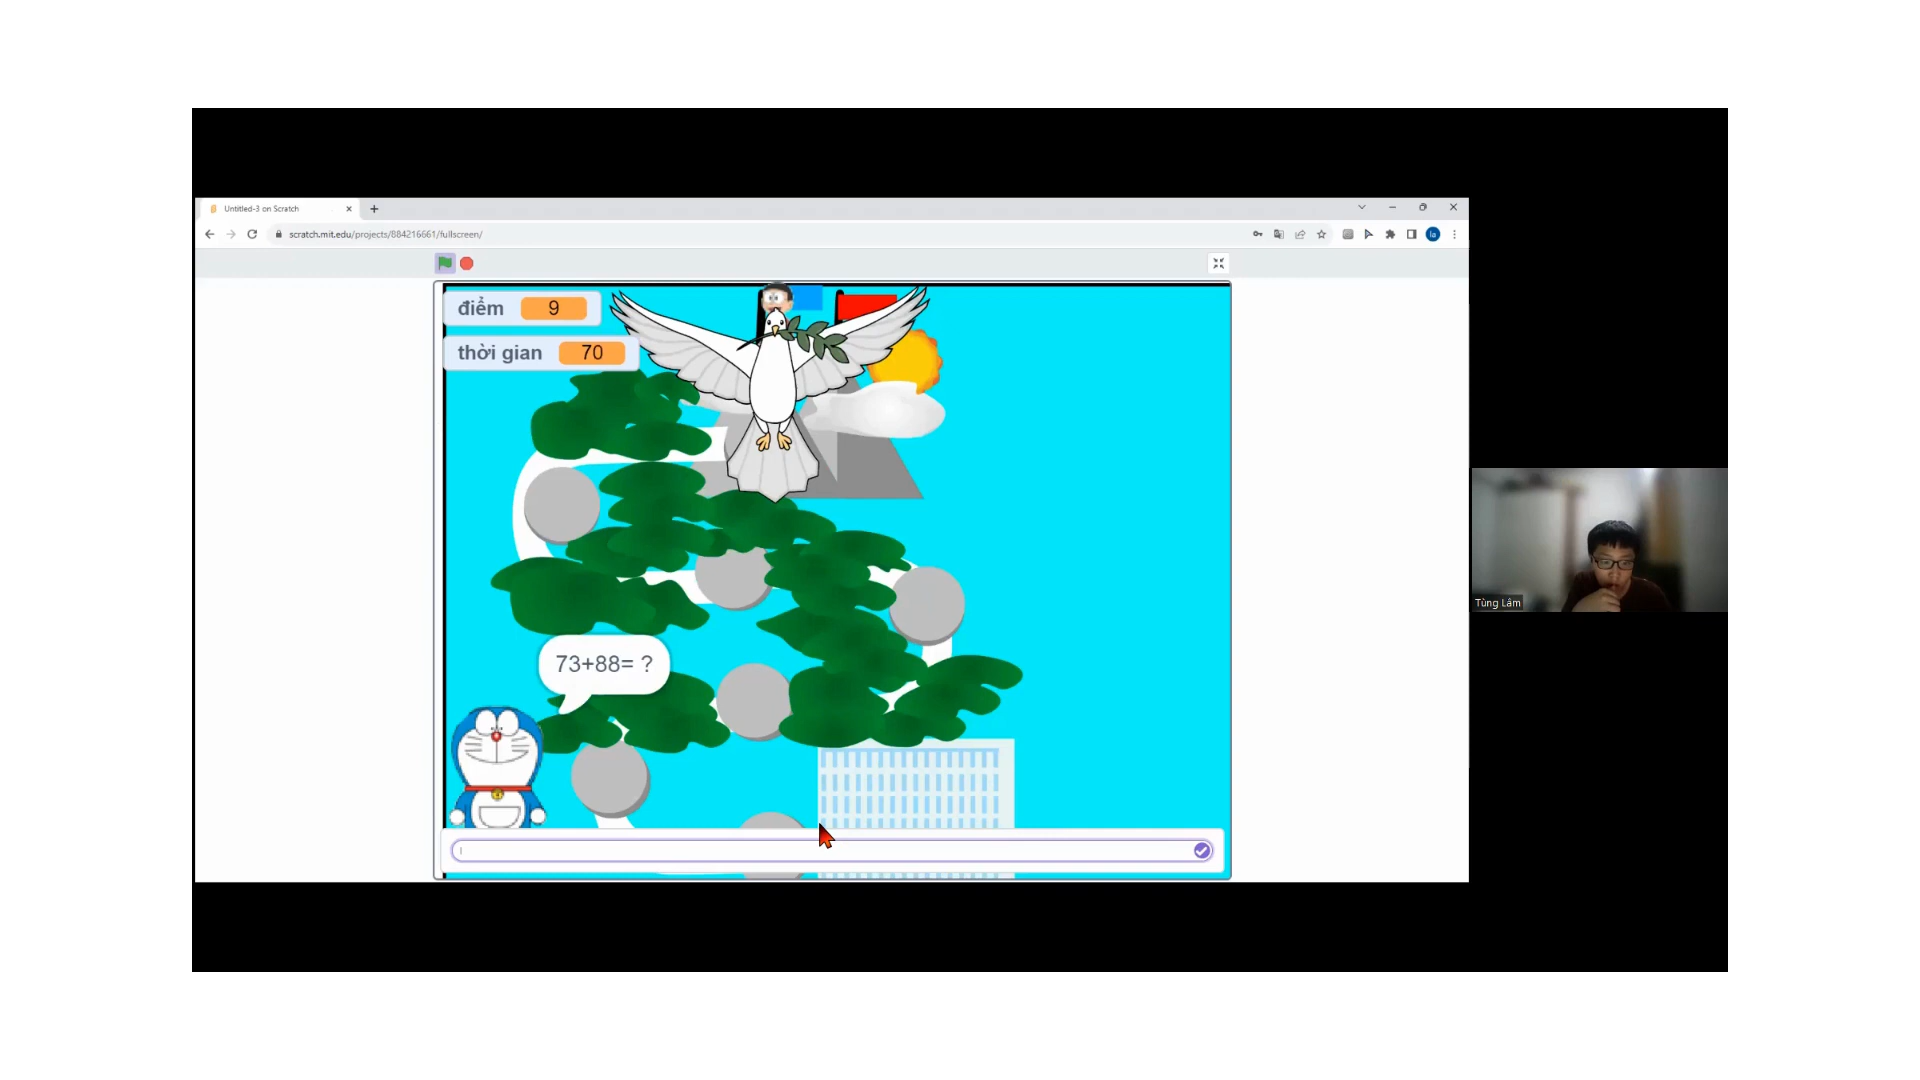 Untitled-3 on Scratch
scratch.mit.edu/projects/884216661/fullscreen/
la
điểm 9
thời gian 70
73+88= ?
Tùng Lâm